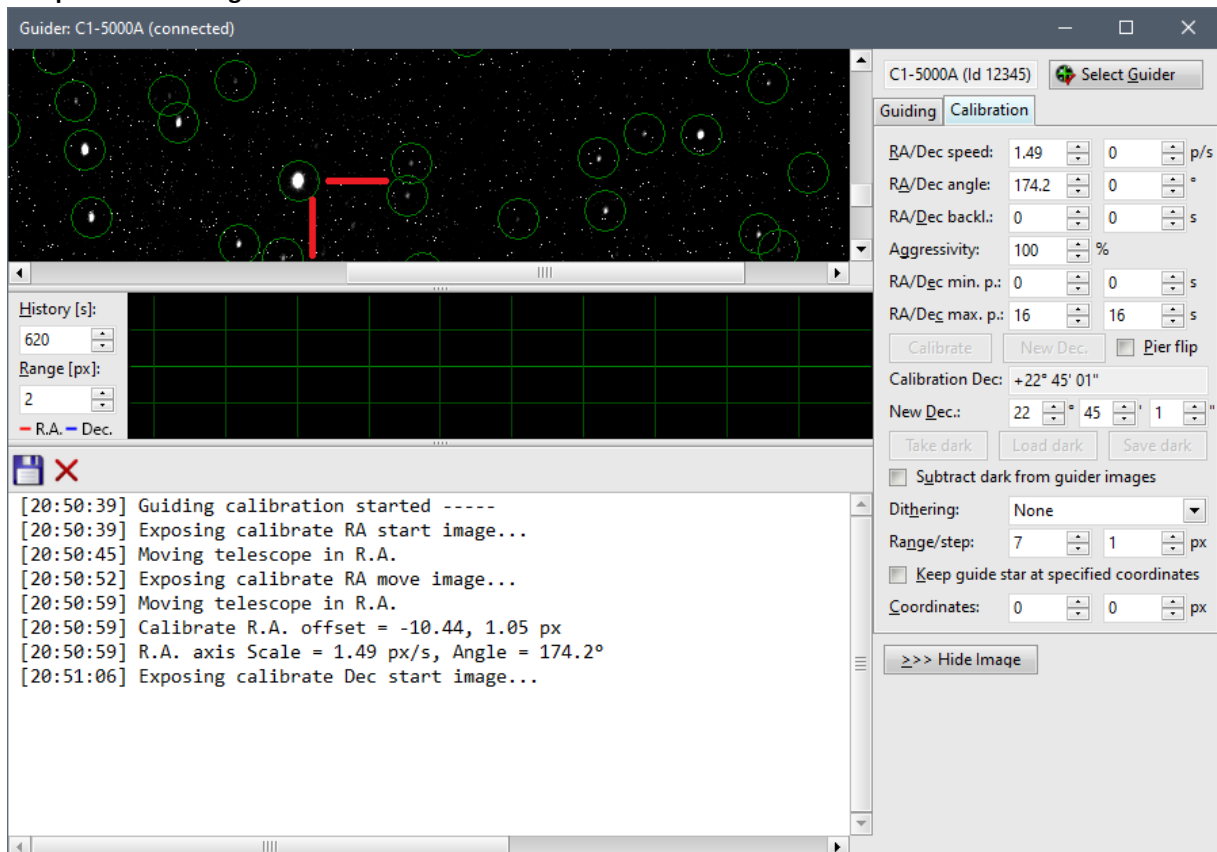 Guider: C1-5000A (connected)
C1-5000A (Id 12345) Select Guider
Guiding Calibration
RA/Dec speed: 1.49 0 p/s
RA/Dec angle: 174.2 0 °
RA/Dec backl.: 0 0 s
Aggressivity: 100 %
RA/Dec min. p.: 0 0 s
RA/Dec max. p.: 16 16 s
Calibrate New Dec. Pier flip
Calibration Dec: +22° 45' 01"
New Dec.: 22 ° 45 ' 1 "
Take dark Load dark Save dark
Subtract dark from guider images
Dithering: None
Range/step: 7 1 px
Keep guide star at specified coordinates
Coordinates: 0 0 px
>>> Hide Image
History [s]:
620
Range [px]:
2
R.A. Dec.
[20:50:39] Guiding calibration started -----
[20:50:39] Exposing calibrate RA start image...
[20:50:45] Moving telescope in R.A.
[20:50:52] Exposing calibrate RA move image...
[20:50:59] Moving telescope in R.A.
[20:50:59] Calibrate R.A. offset = -10.44, 1.05 px
[20:50:59] R.A. axis Scale = 1.49 px/s, Angle = 174.2°
[20:51:06] Exposing calibrate Dec start image...